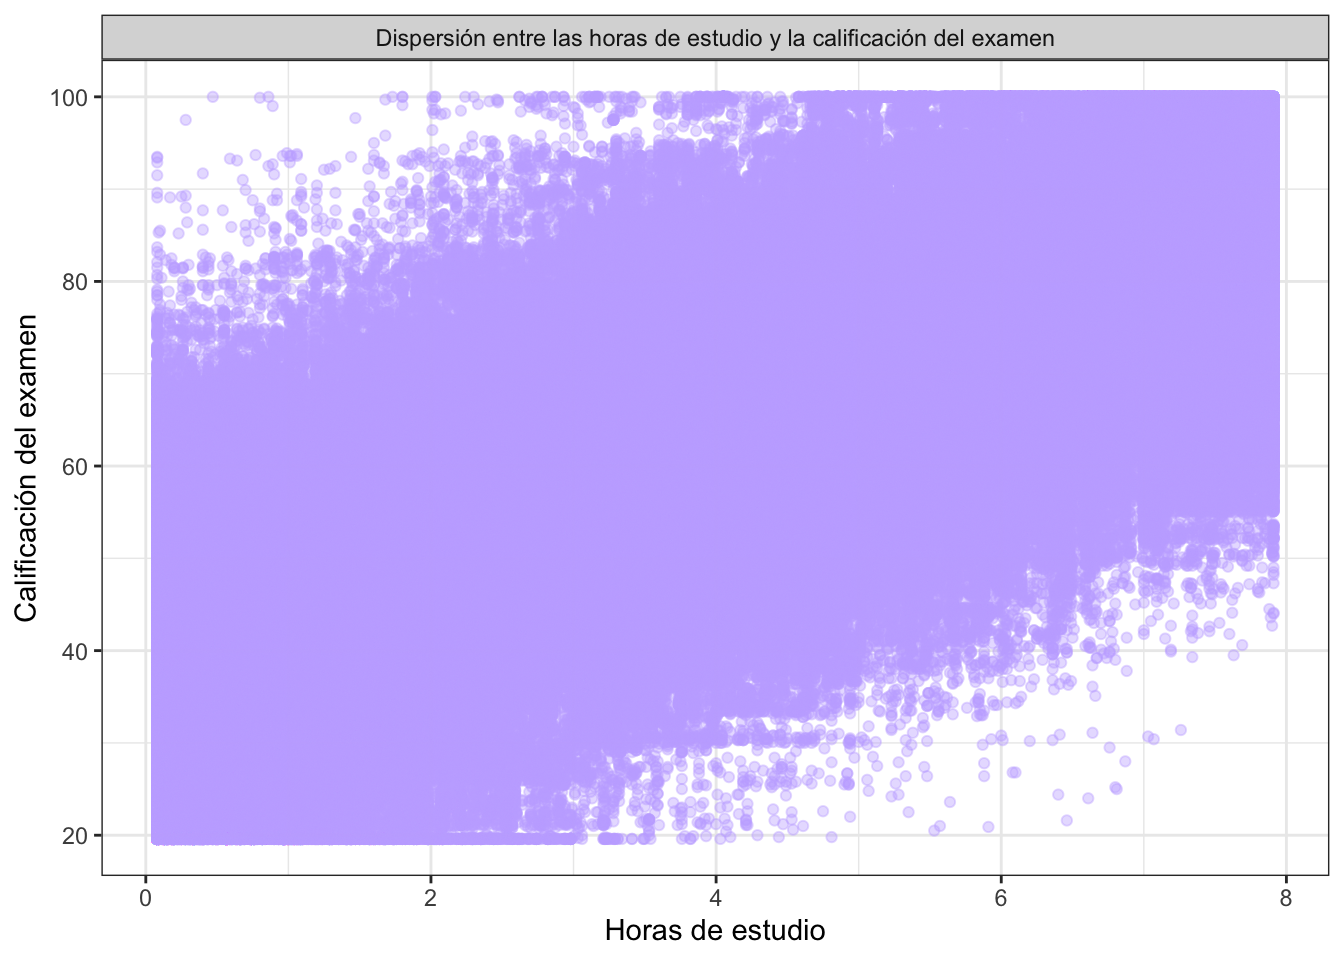 Dispersión entre las horas de estudio y la calificación del examen
100
80
60
40
20
Calificación del examen
0 2 4 6 8
Horas de estudio